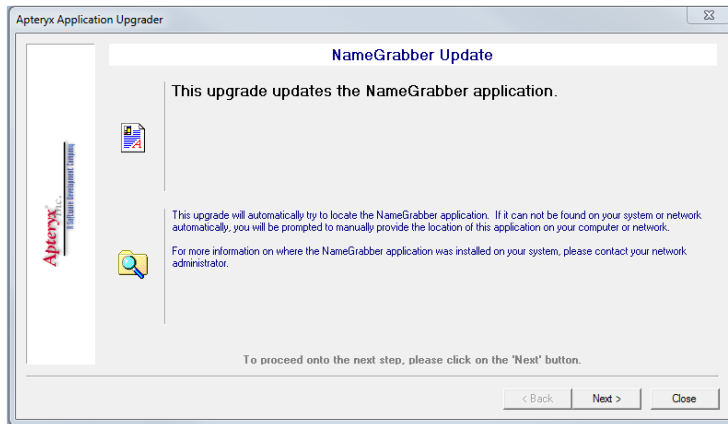 Apteryx Application Upgrader
NameGrabber Update
This upgrade updates the NameGrabber application.
Apteryx, Inc.
A Software Development Company
This upgrade will automatically try to locate the NameGrabber application. If it can not be found on your system or network
automatically, you will be prompted to manually provide the location of this application on your computer or network.
For more information on where the NameGrabber application was installed on your system, please contact your network
administrator.
To proceed onto the next step, please click on the 'Next' button.
< Back
Next >
Close